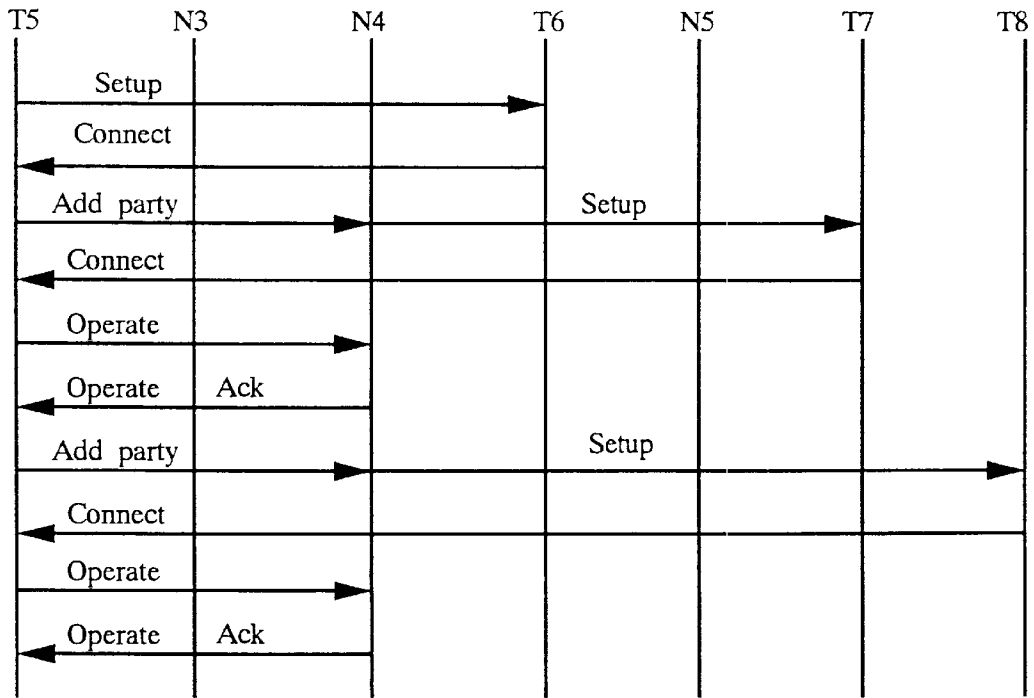 T5 N3 N4 T6 N5 T7 T8
Setup
Connect
Add party Setup
Connect
Operate
Operate Ack
Add party Setup
Connect
Operate
Operate Ack